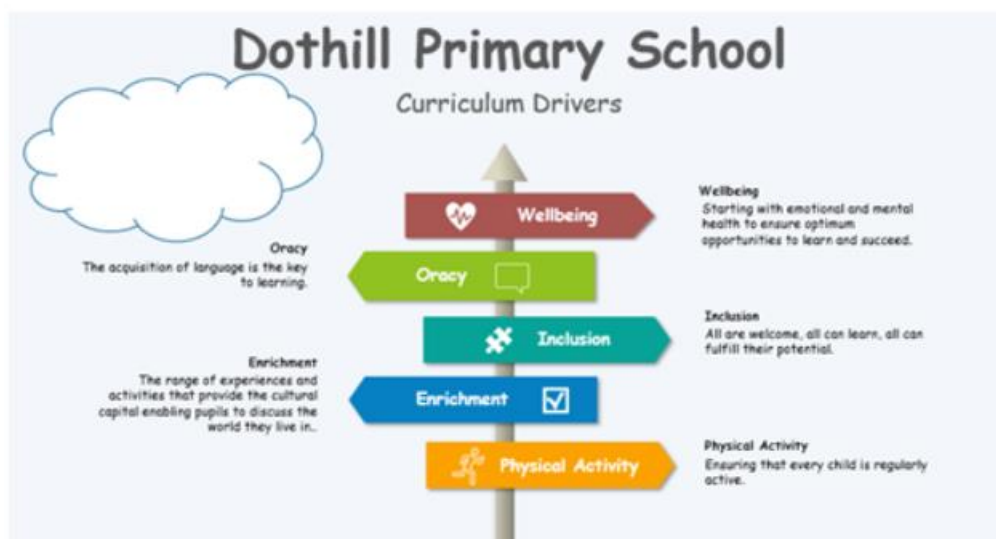 Dothill Primary School
Curriculum Drivers
Wellbeing
Wellbeing
Starting with emotional and mental
health to ensure optimum
opportunities to learn and succeed.
Oracy
The acquisition of language is the key
to learning.
Oracy
Inclusion
Inclusion
All are welcome, all can learn, all can
fulfill their potential.
Enrichment
The range of experiences and
activities that provide the cultural
capital enabling pupils to discuss the
world they live in..
Enrichment
Physical Activity
Physical Activity
Ensuring that every child is regularly
active.